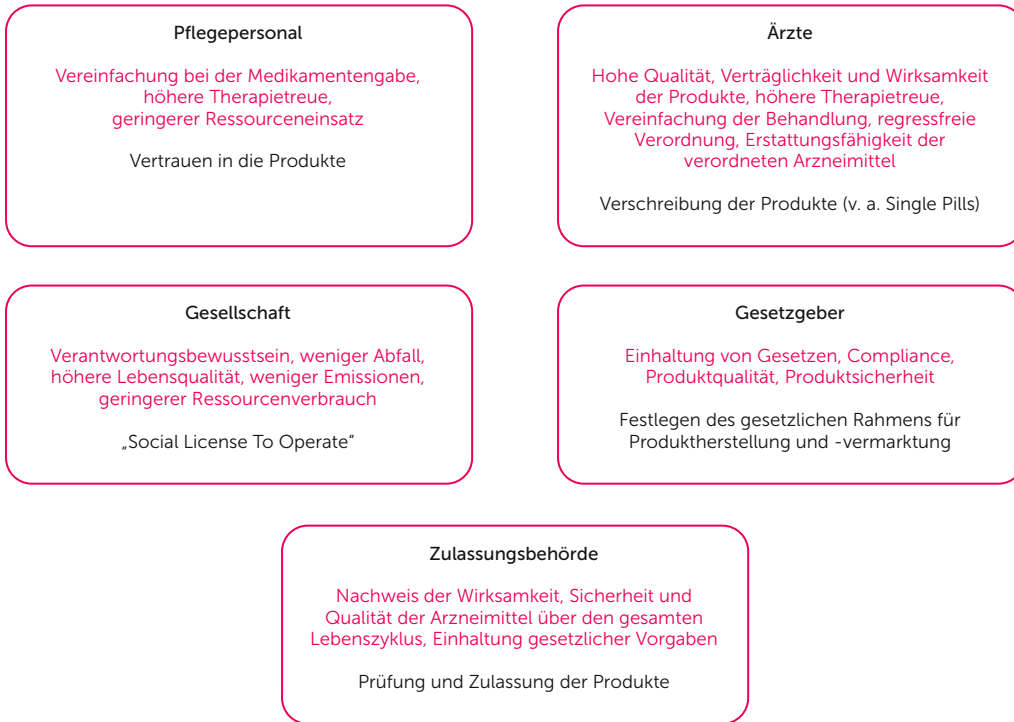 Pflegepersonal
Vereinfachung bei der Medikamentengabe,
höhere Therapietreue,
geringerer Ressourceneinsatz
Vertrauen in die Produkte
Ärzte
Hohe Qualität, Verträglichkeit und Wirksamkeit
der Produkte, höhere Therapietreue,
Vereinfachung der Behandlung, regressfreie
Verordnung, Erstattungsfähigkeit der
verordneten Arzneimittel
Verschreibung der Produkte (v. a. Single Pills)
Gesellschaft
Verantwortungsbewusstsein, weniger Abfall,
höhere Lebensqualität, weniger Emissionen,
geringerer Ressourcenverbrauch
„Social License To Operate“
Gesetzgeber
Einhaltung von Gesetzen, Compliance,
Produktqualität, Produktsicherheit
Festlegen des gesetzlichen Rahmens für
Produktherstellung und -vermarktung
Zulassungsbehörde
Nachweis der Wirksamkeit, Sicherheit und
Qualität der Arzneimittel über den gesamten
Lebenszyklus, Einhaltung gesetzlicher Vorgaben
Prüfung und Zulassung der Produkte